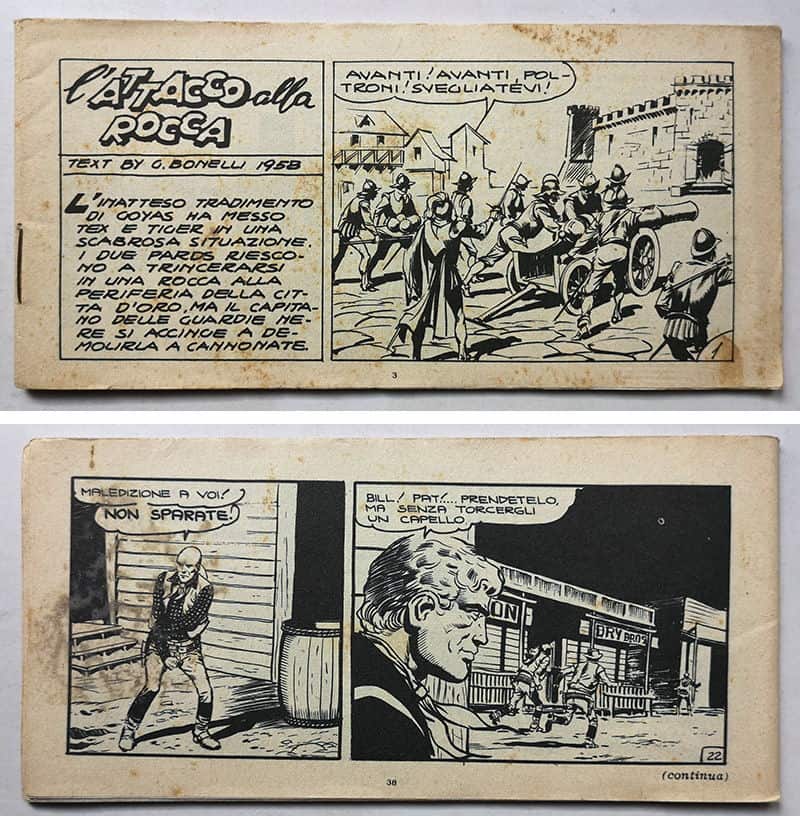 l'ATTACCO alla
ROCCA
TEXT BY G. BONELLI 1958
L'INATTESO TRADIMENTO
DI GOYAS HA MESSO
TEX E TIGER IN UNA
SCABROSA SITUAZIONE.
I DUE PARDS RIESCO-
NO A TRINCERARSI
IN UNA ROCCA ALLA
PERIFERIA DELLA CIT-
TA D'ORO, MA IL CAPITA-
NO DELLE GUARDIE NE-
RE SI ACCINGE A DE-
MOLIRLA A CANNONATE.
AVANTI! AVANTI, POL-
TRONI! SVEGLIATEVI!
1
3
MALEDIZIONE A VOI!
NON SPARATE!
BILL! PAT!... PRENDETELO,
MA SENZA TORCERGLI
UN CAPELLO
ON
DRY BROS
22
(continua)
38